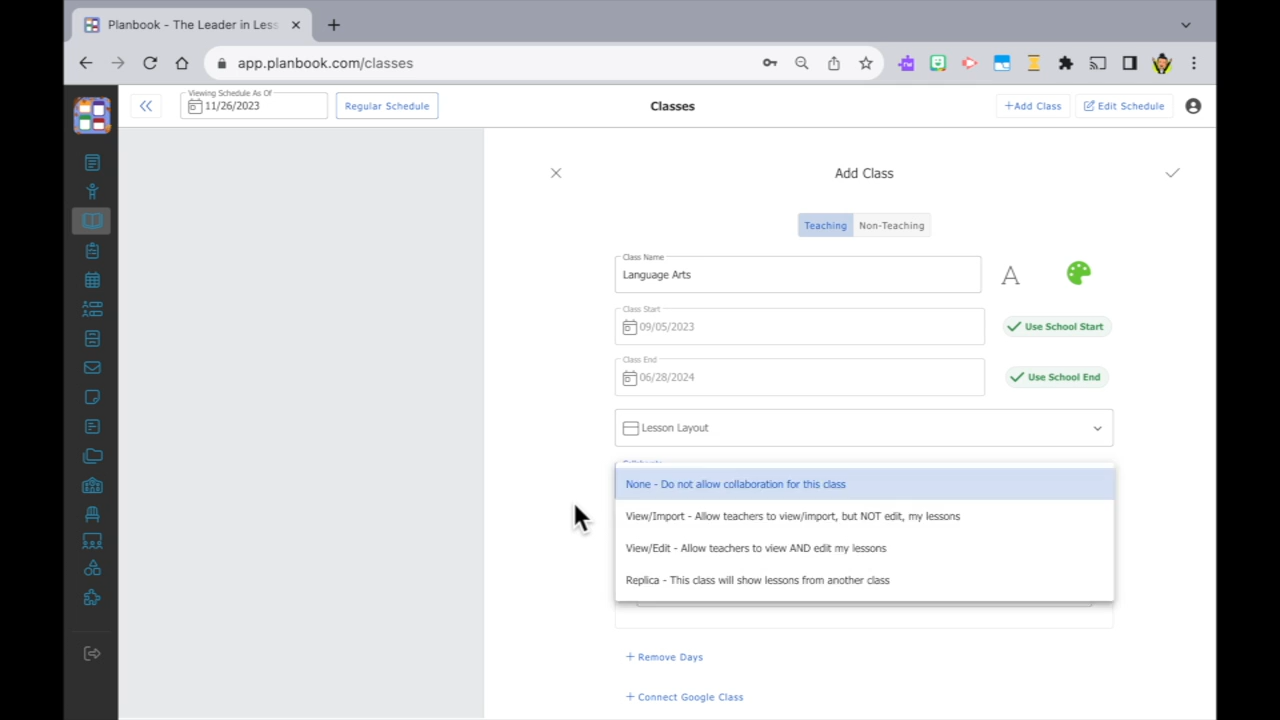 Planbook - The Leader in Less
app.planbook.com/classes
Viewing Schedule As Of
11/26/2023
Regular Schedule
Classes
+Add Class
Edit Schedule
Add Class
Teaching
Non-Teaching
Class Name
Language Arts
A
Class Start
09/05/2023
Use School Start
Class End
06/28/2024
Use School End
Lesson Layout
None - Do not allow collaboration for this class
View/Import - Allow teachers to view/import, but NOT edit, my lessons
View/Edit - Allow teachers to view AND edit my lessons
Replica - This class will show lessons from another class
+ Remove Days
+ Connect Google Class